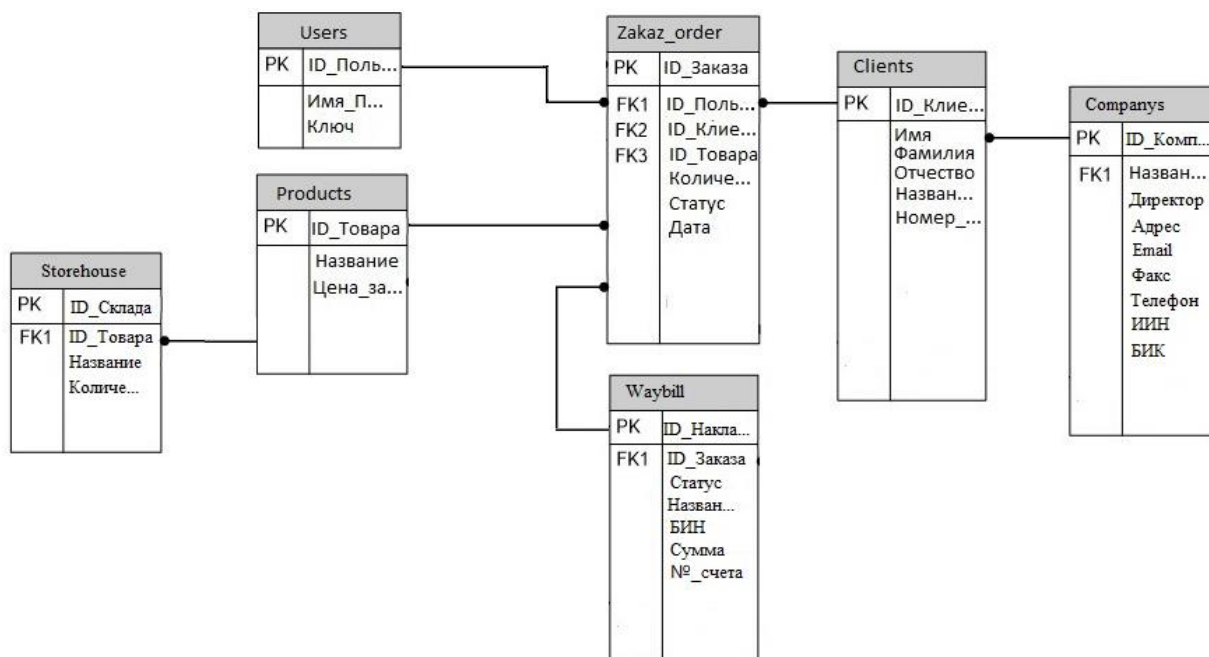 Users
PK ID_Поль...
Имя_П...
Ключ
Zakaz_order
PK ID_Заказа
FK1 ID_Поль...
FK2 ID_Клие...
FK3 ID_Товара
Количе...
Статус
Дата
Clients
PK ID_Клие...
Имя
Фамилия
Отчество
Назван...
Номер_...
Companys
PK ID_Комп...
FK1 Назван...
Директор
Адрес
Email
Факс
Телефон
ИИН
БИК
Products
PK ID_Товара
Название
Цена_за...
Storehouse
PK ID_Склада
FK1 ID_Товара
Название
Количе...
Waybill
PK ID_Накла...
FK1 ID_Заказа
Статус
Назван...
БИН
Сумма
№_счета